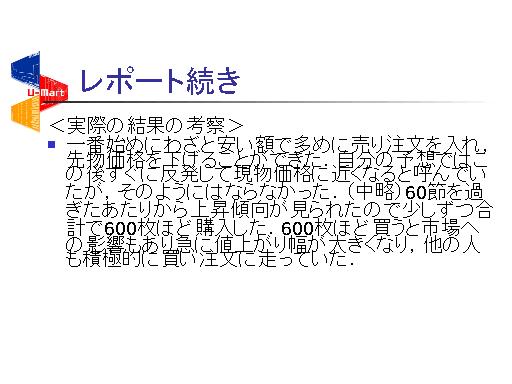 レポート続き
U-Mart
＜実際の結果の考察＞
一番始めにわざと安い額で多めに売り注文を入れ，
先物価格を下げることができた．自分の予想ではこ
の後すぐに反発して現物価格に近くなると呼んでい
たが，そのようにはならなかった．（中略）60節を過
ぎたあたりから上昇傾向が見られたので少しずつ合
計で600枚ほど購入した．600枚ほど買うと市場へ
の影響もあり急に値上がり幅が大きくなり，他の人
も積極的に買い注文に走っていた．